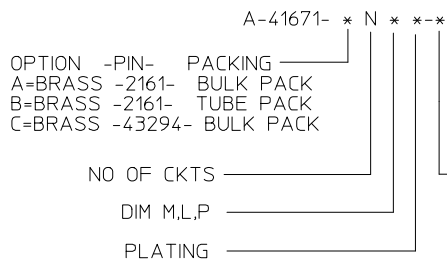 A-41671- * N * *-*
OPTION -PIN- PACKING
A=BRASS -2161- BULK PACK
B=BRASS -2161- TUBE PACK
C=BRASS -43294- BULK PACK
NO OF CKTS
DIM M,L,P
PLATING